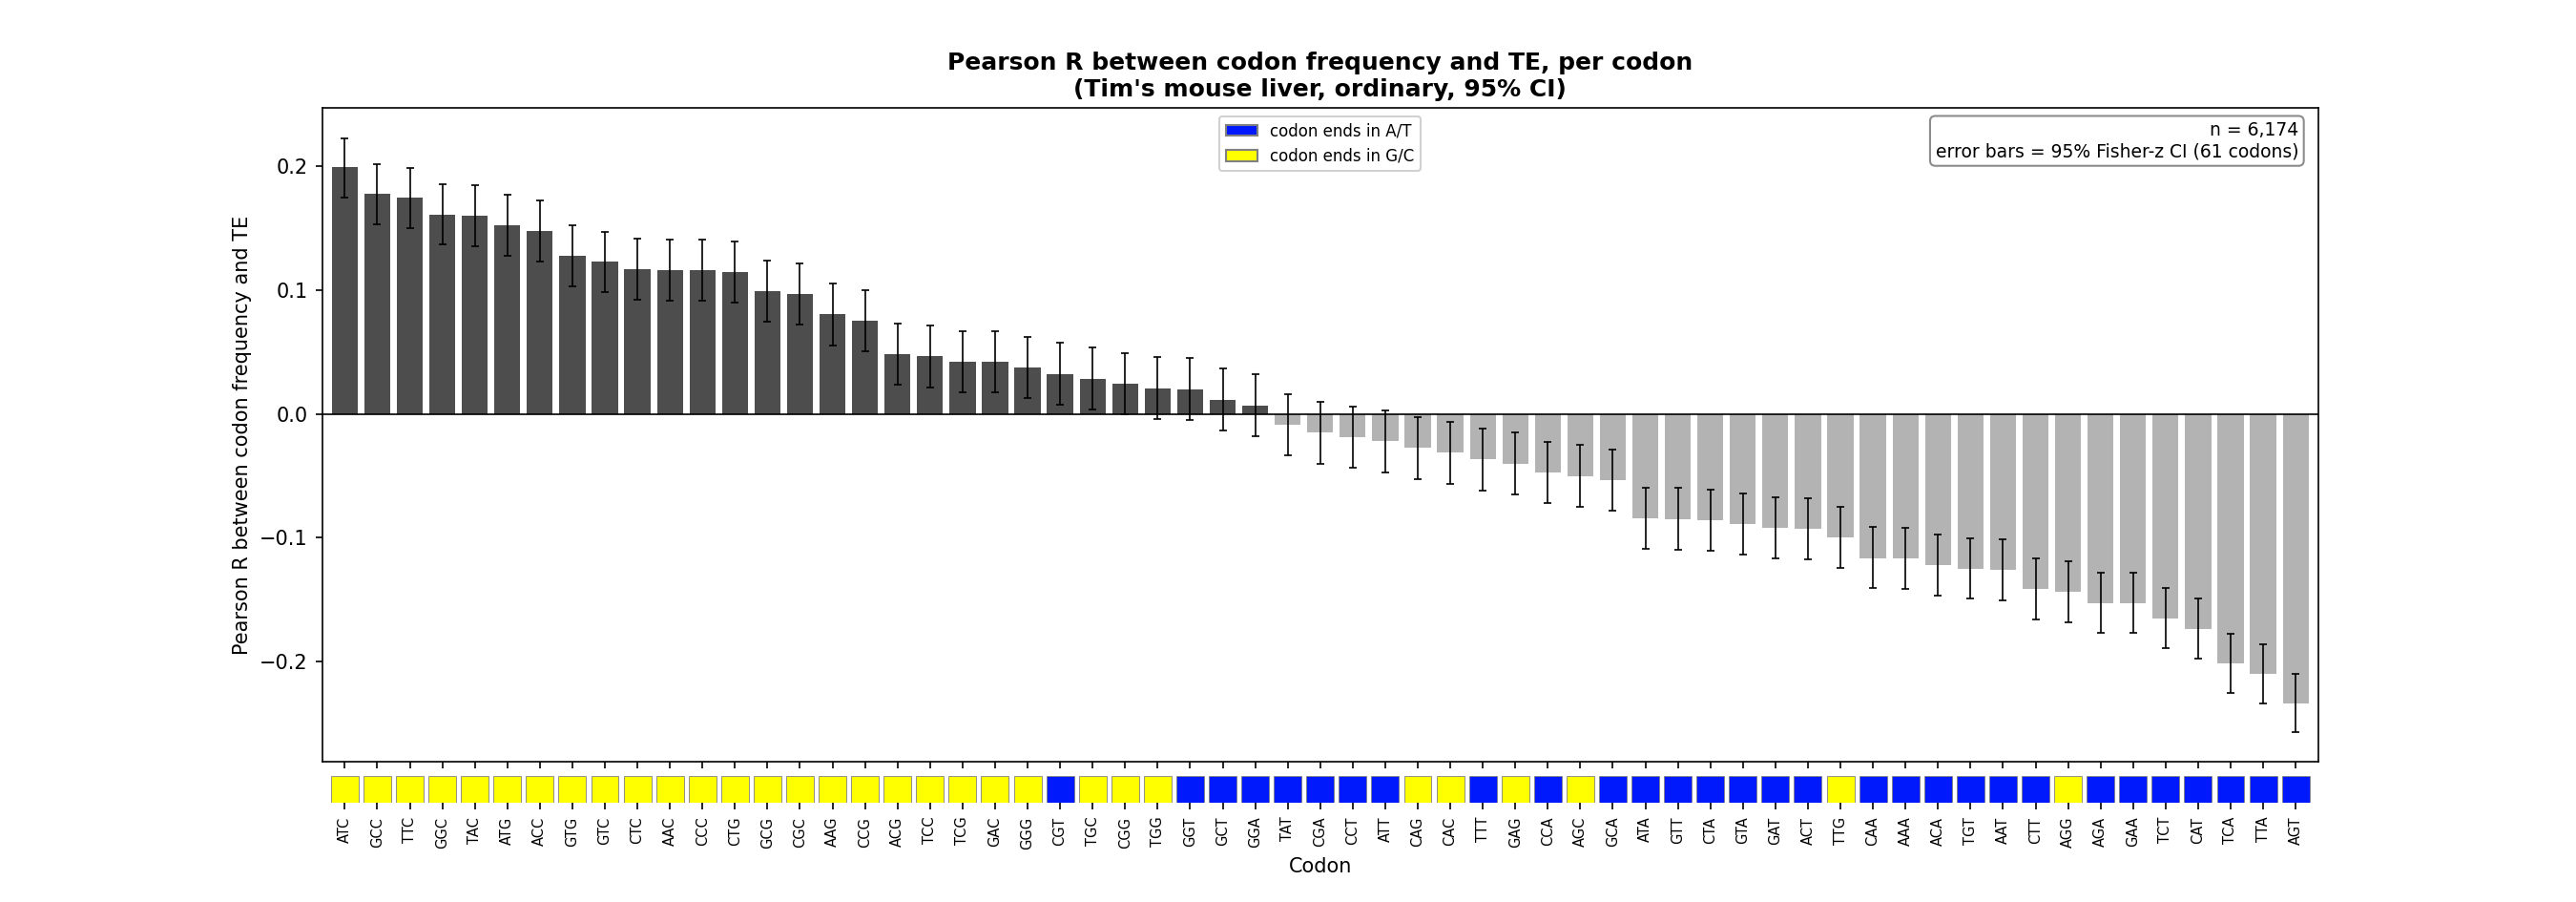 Pearson R between codon frequency and TE, per codon
(Tim's mouse liver, ordinary, 95% CI)
codon ends in A/T
codon ends in G/C
n = 6,174
error bars = 95% Fisher-z CI (61 codons)
Pearson R between codon frequency and TE
0.2
0.1
0.0
−0.1
−0.2
ATC GCC TTC GGC TAC ATG ACC GTG GTC CTC AAC CCC CTG GCG CGC AAG CCG ACG TCC TCG GAC GGG CGT TGC CGG TGG GGT GCT GGA TAT CGA CCT ATT CAG CAC TTT GAG CCA AGC GCA ATA GTT CTA GTA GAT ACT TTG CAA AAA ACA TGT AAT CTT AGG AGA GAA TCT CAT TCA TTA AGT
Codon